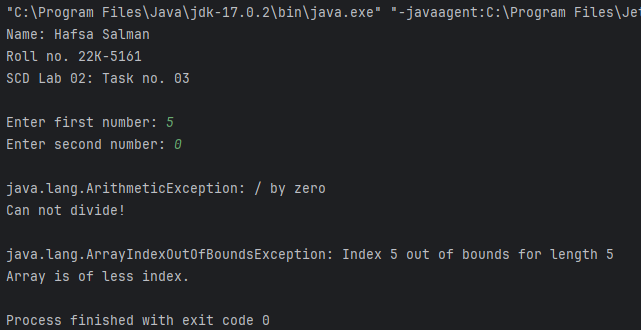 "C:\Program Files\Java\jdk-17.0.2\bin\java.exe" "-javaagent:C:\Program Files\Je
Name: Hafsa Salman
Roll no. 22K-5161
SCD Lab 02: Task no. 03
Enter first number: 5
Enter second number: 0
java.lang.ArithmeticException: / by zero
Can not divide!
java.lang.ArrayIndexOutOfBoundsException: Index 5 out of bounds for length 5
Array is of less index.
Process finished with exit code 0